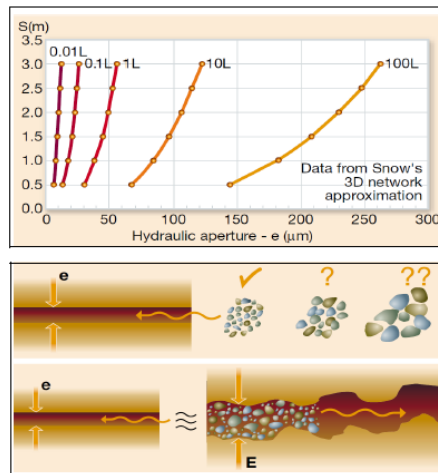 S(m)
3.5
0.01L
0.1L 1L 10L 100L
3.0
2.5
2.0
1.5
1.0
0.5
0
0 50 100 150 200 250 300
Data from Snow's
3D network
approximation
Hydraulic aperture - e (μm)
e ? ??
e
E